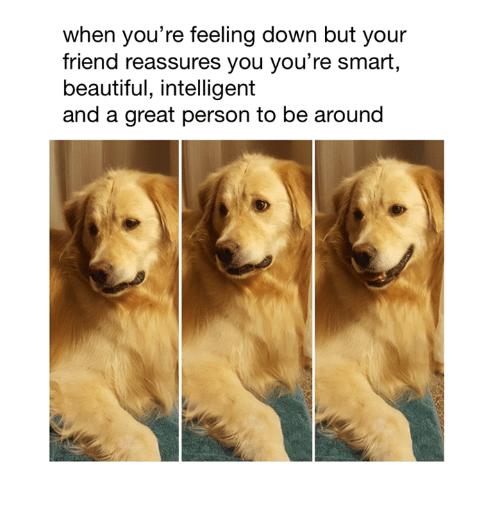 when you’re feeling down but your
friend reassures you you’re smart,
beautiful, intelligent
and a great person to be around